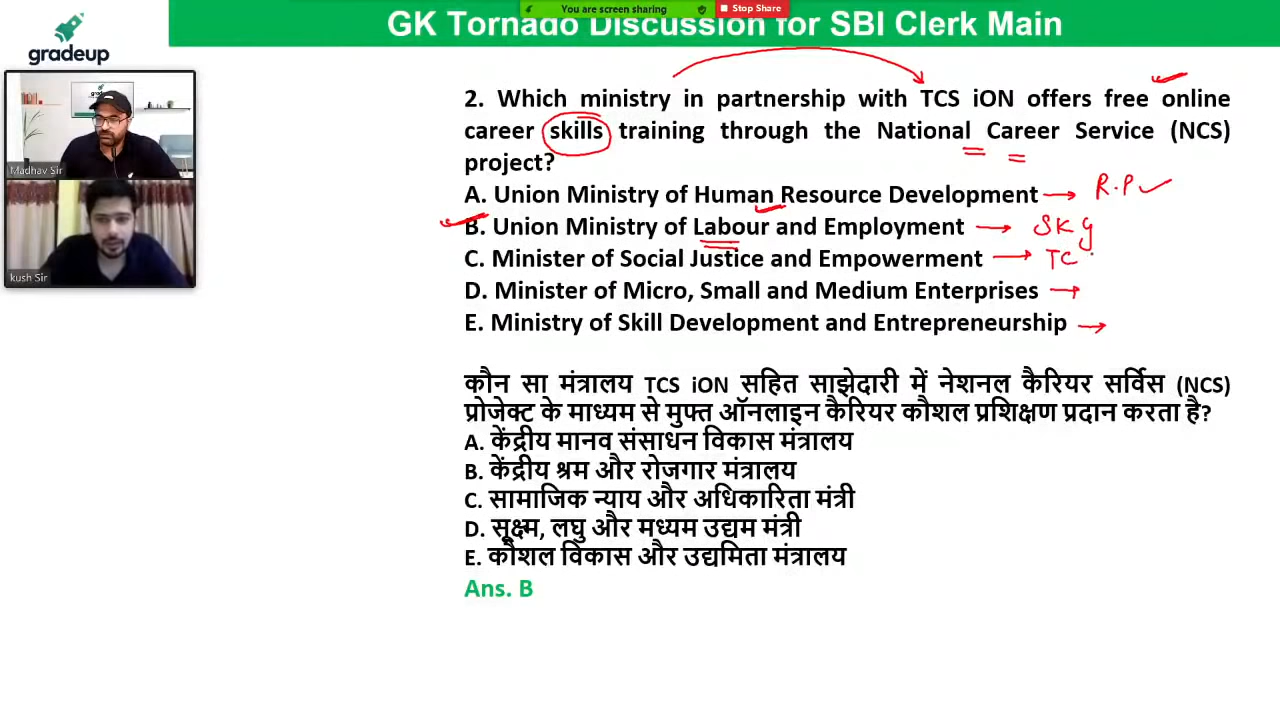 You are screen sharing
Stop Share
gradeup
GK Tornado Discussion for SBI Clerk Main
Madhav Sir
kush Sir
2. Which ministry in partnership with TCS iON offers free online
career skills training through the National Career Service (NCS)
project?
A. Union Ministry of Human Resource Development R.P
B. Union Ministry of Labour and Employment SKG
C. Minister of Social Justice and Empowerment TC
D. Minister of Micro, Small and Medium Enterprises
E. Ministry of Skill Development and Entrepreneurship
कौन सा मंत्रालय TCS iON सहित साझेदारी में नेशनल कैरियर सर्विस (NCS)
प्रोजेक्ट के माध्यम से मुफ्त ऑनलाइन कैरियर कौशल प्रशिक्षण प्रदान करता है?
A. केंद्रीय मानव संसाधन विकास मंत्रालय
B. केंद्रीय श्रम और रोजगार मंत्रालय
C. सामाजिक न्याय और अधिकारिता मंत्री
D. सूक्ष्म, लघु और मध्यम उद्यम मंत्री
E. कौशल विकास और उद्यमिता मंत्रालय
Ans. B